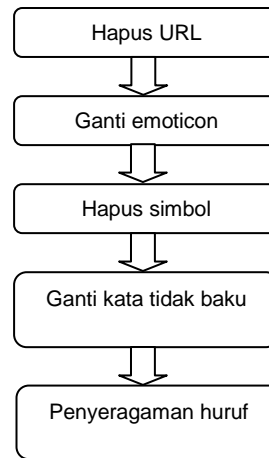 Hapus URL
Ganti emoticon
Hapus simbol
Ganti kata tidak baku
Penyeragaman huruf